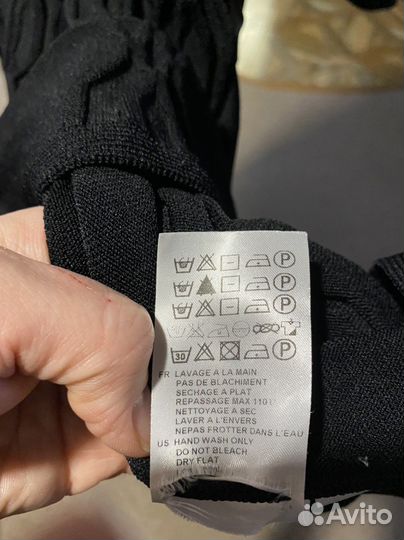 P
P
P
30 P
FR LAVAGE A LA MAIN
PAS DE BLACHIMENT
SECHAGE A PLAT
REPASSAGE MAX 110
NETTOYAGE A SEC
LAVER A L'ENVERS
NEPAS FROTTER DANS L'EAU
US HAND WASH ONLY
DO NOT BLEACH
DRY FLAT
Avito